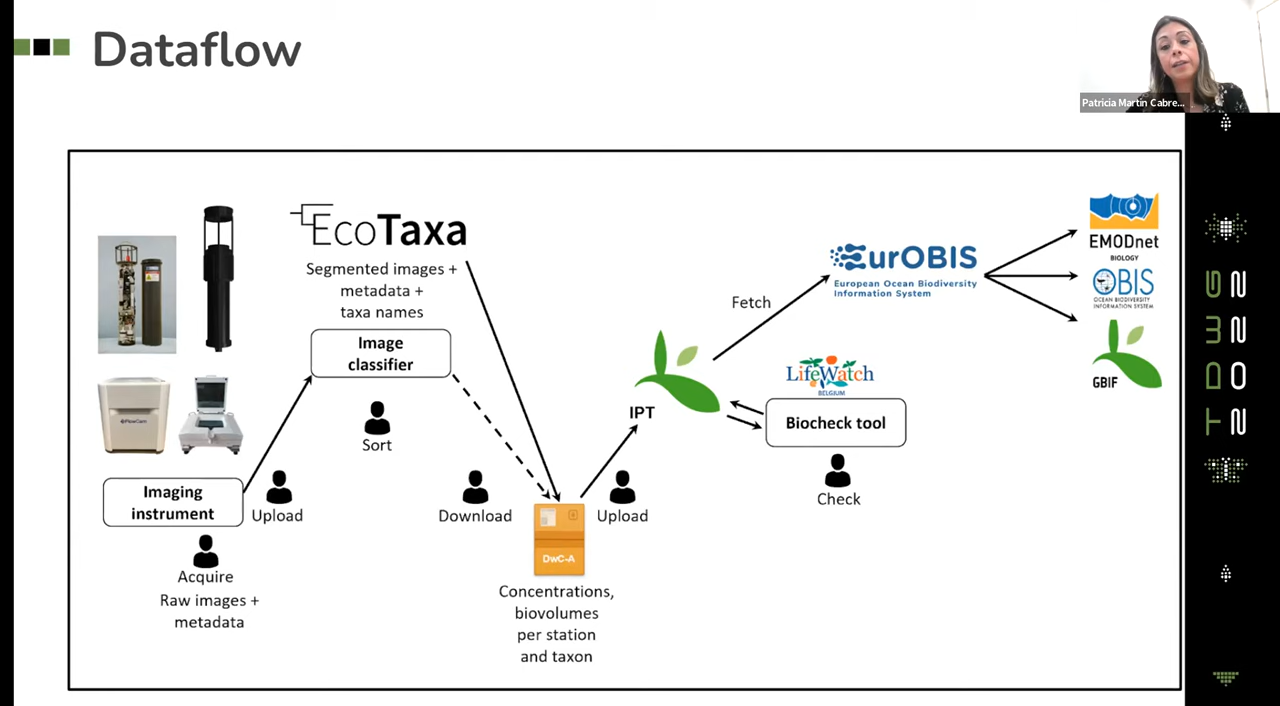 Dataflow
Patricia Martin Cabre...
EcoTaxa
Segmented images +
metadata +
taxa names
Image
classifier
Sort
FlowCam
Imaging
instrument
Upload
Acquire
Raw images +
metadata
Download
DwC-A
Concentrations,
biovolumes
per station
and taxon
Upload
IPT
Fetch
LifeWatch
BELGIUM
Biocheck tool
Check
EurOBIS
European Ocean Biodiversity
Information System
EMODnet
BIOLOGY
OBIS
OCEAN BIODIVERSITY
INFORMATION SYSTEM
GBIF